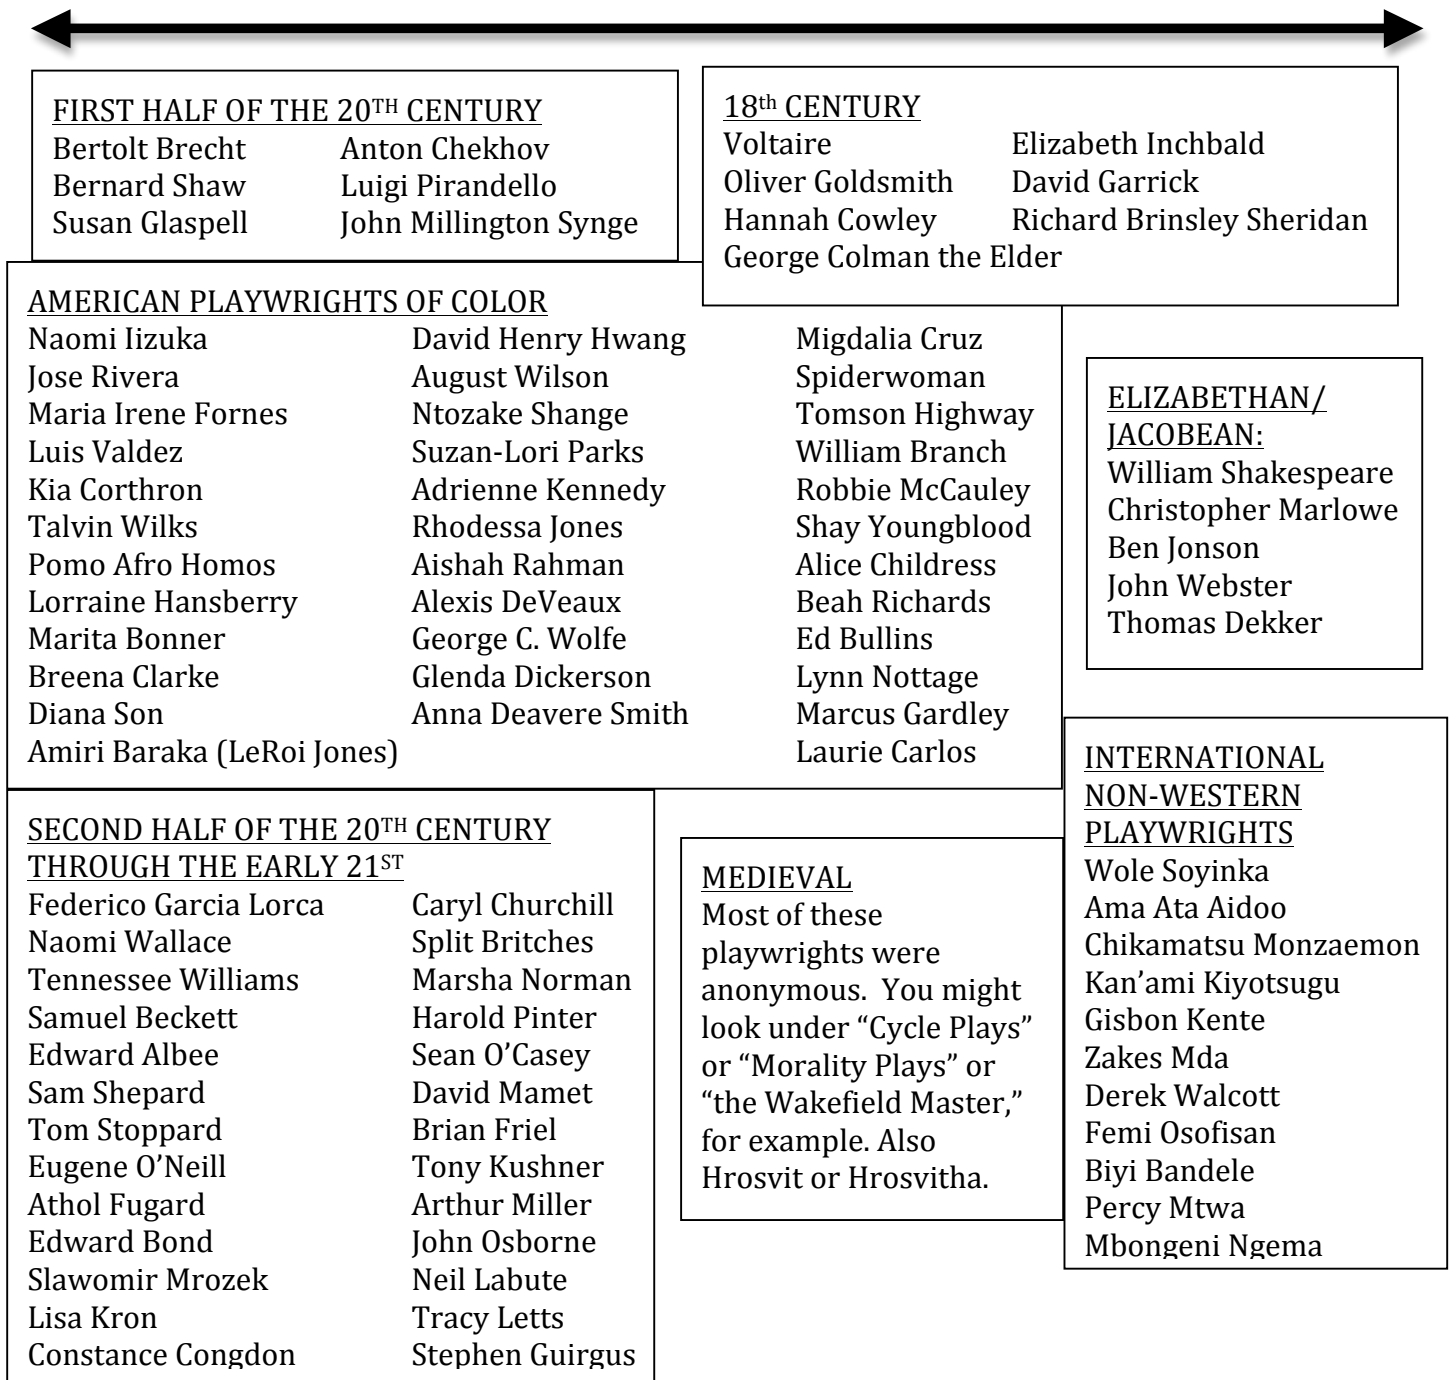 FIRST HALF OF THE 20TH CENTURY
Bertolt Brecht Anton Chekhov
Bernard Shaw Luigi Pirandello
Susan Glaspell John Millington Synge
18th CENTURY
Voltaire Elizabeth Inchbald
Oliver Goldsmith David Garrick
Hannah Cowley Richard Brinsley Sheridan
George Colman the Elder
AMERICAN PLAYWRIGHTS OF COLOR
Naomi Iizuka David Henry Hwang Migdalia Cruz
Jose Rivera August Wilson Spiderwoman
Maria Irene Fornes Ntozake Shange Tomson Highway
Luis Valdez Suzan-Lori Parks William Branch
Kia Corthron Adrienne Kennedy Robbie McCauley
Talvin Wilks Rhodessa Jones Shay Youngblood
Pomo Afro Homos Aishah Rahman Alice Childress
Lorraine Hansberry Alexis DeVeaux Beah Richards
Marita Bonner George C. Wolfe Ed Bullins
Breena Clarke Glenda Dickerson Lynn Nottage
Diana Son Anna Deavere Smith Marcus Gardley
Amiri Baraka (LeRoi Jones) Laurie Carlos
ELIZABETHAN/
JACOBEAN:
William Shakespeare
Christopher Marlowe
Ben Jonson
John Webster
Thomas Dekker
SECOND HALF OF THE 20TH CENTURY
THROUGH THE EARLY 21ST
Federico Garcia Lorca Caryl Churchill
Naomi Wallace Split Britches
Tennessee Williams Marsha Norman
Samuel Beckett Harold Pinter
Edward Albee Sean O’Casey
Sam Shepard David Mamet
Tom Stoppard Brian Friel
Eugene O’Neill Tony Kushner
Athol Fugard Arthur Miller
Edward Bond John Osborne
Slawomir Mrozek Neil Labute
Lisa Kron Tracy Letts
Constance Congdon Stephen Guirgus
MEDIEVAL
Most of these
playwrights were
anonymous. You might
look under “Cycle Plays”
or “Morality Plays” or
“the Wakefield Master,”
for example. Also
Hrosvit or Hrosvitha.
INTERNATIONAL
NON-WESTERN
PLAYWRIGHTS
Wole Soyinka
Ama Ata Aidoo
Chikamatsu Monzaemon
Kan’ami Kiyotsugu
Gisbon Kente
Zakes Mda
Derek Walcott
Femi Osofisan
Biyi Bandele
Percy Mtwa
Mbongeni Ngema